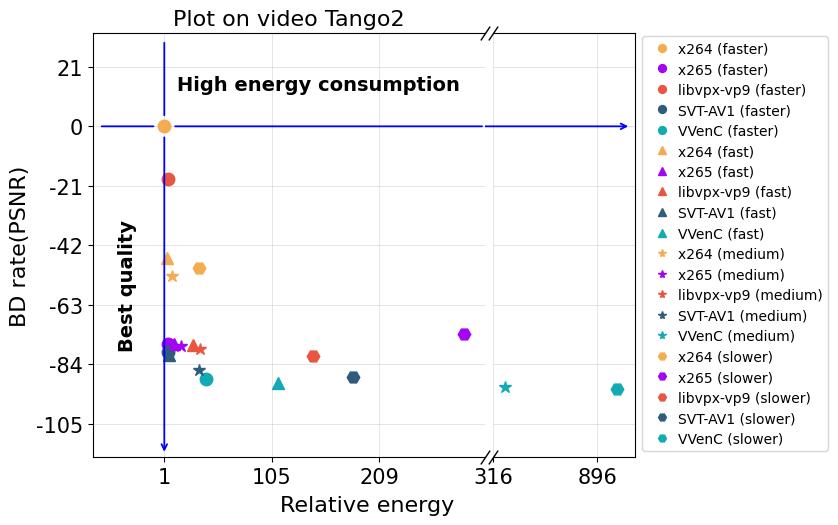 Plot on video Tango2
21
0
-21
-42
-63
-84
-105
BD rate(PSNR)
High energy consumption
Best quality
1 105 209 316 896
Relative energy
x264 (faster)
x265 (faster)
libvpx-vp9 (faster)
SVT-AV1 (faster)
VVenC (faster)
x264 (fast)
x265 (fast)
libvpx-vp9 (fast)
SVT-AV1 (fast)
VVenC (fast)
x264 (medium)
x265 (medium)
libvpx-vp9 (medium)
SVT-AV1 (medium)
VVenC (medium)
x264 (slower)
x265 (slower)
libvpx-vp9 (slower)
SVT-AV1 (slower)
VVenC (slower)